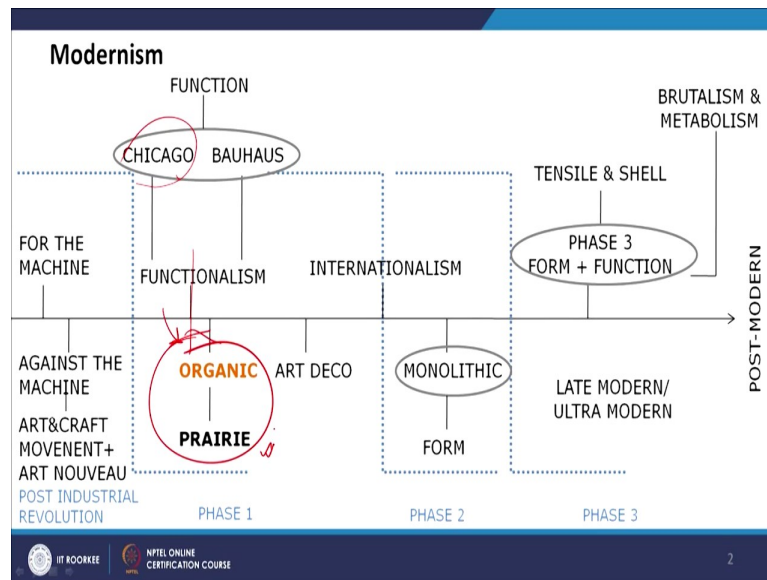 Modernism
FUNCTION
BRUTALISM &
METABOLISM
CHICAGO BAUHAUS
TENSILE & SHELL
FOR THE
MACHINE
FUNCTIONALISM
INTERNATIONALISM
PHASE 3
FORM + FUNCTION
POST-MODERN
AGAINST THE
MACHINE
ART&CRAFT
MOVENENT+
ART NOUVEAU
ORGANIC
PRAIRIE
ART DECO
MONOLITHIC
FORM
LATE MODERN/
ULTRA MODERN
POST INDUSTRIAL
REVOLUTION
PHASE 1
PHASE 2
PHASE 3
IIT ROORKEE
NPTEL ONLINE
CERTIFICATION COURSE
2